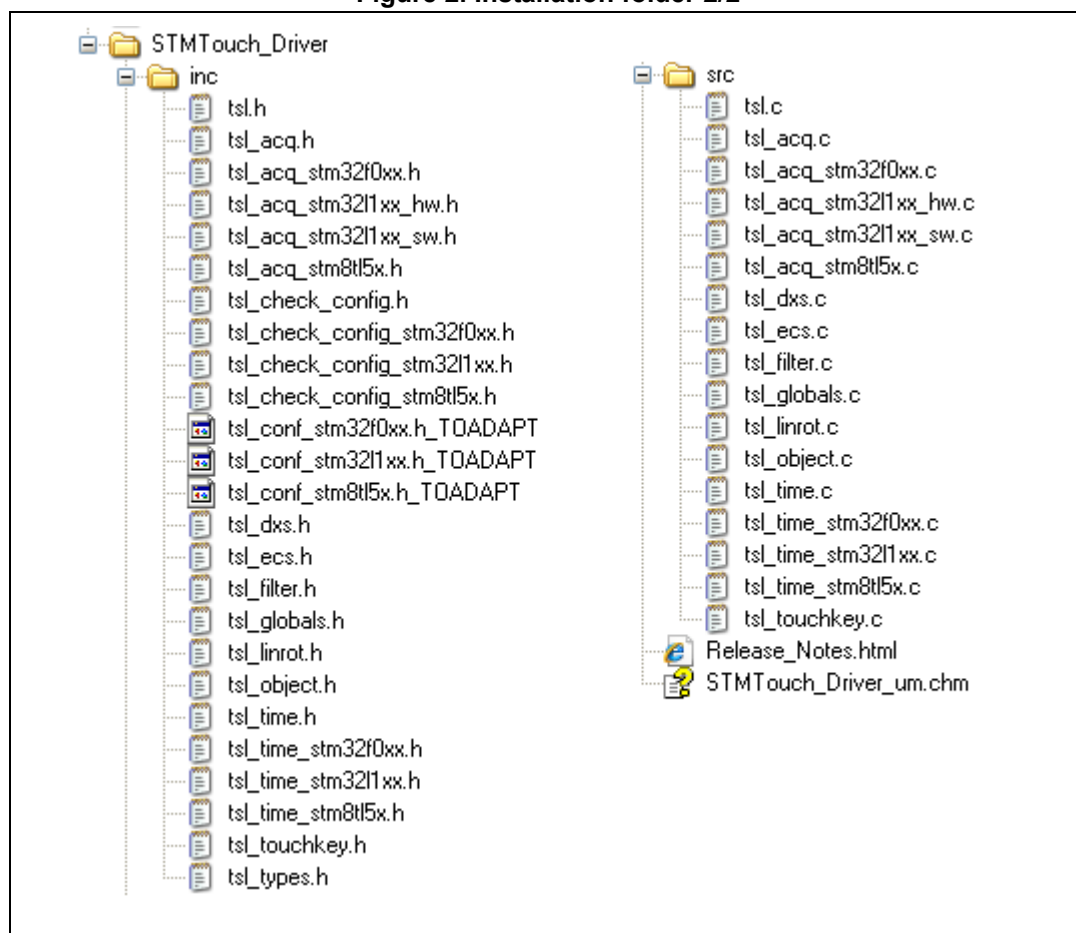 Figure 2. Installation folder 2/2
STMTouch_Driver
inc
tsl.h
tsl_acq.h
tsl_acq_stm32f0xx.h
tsl_acq_stm32l1xx_hw.h
tsl_acq_stm32l1xx_sw.h
tsl_acq_stm8tl5x.h
tsl_check_config.h
tsl_check_config_stm32f0xx.h
tsl_check_config_stm32l1xx.h
tsl_check_config_stm8tl5x.h
tsl_conf_stm32f0xx.h_TOADAPT
tsl_conf_stm32l1xx.h_TOADAPT
tsl_conf_stm8tl5x.h_TOADAPT
tsl_dxs.h
tsl_ecs.h
tsl_filter.h
tsl_globals.h
tsl_linrot.h
tsl_object.h
tsl_time.h
tsl_time_stm32f0xx.h
tsl_time_stm32l1xx.h
tsl_time_stm8tl5x.h
tsl_touchkey.h
tsl_types.h
src
tsl.c
tsl_acq.c
tsl_acq_stm32f0xx.c
tsl_acq_stm32l1xx_hw.c
tsl_acq_stm32l1xx_sw.c
tsl_acq_stm8tl5x.c
tsl_dxs.c
tsl_ecs.c
tsl_filter.c
tsl_globals.c
tsl_linrot.c
tsl_object.c
tsl_time.c
tsl_time_stm32f0xx.c
tsl_time_stm32l1xx.c
tsl_time_stm8tl5x.c
tsl_touchkey.c
Release_Notes.html
STMTouch_Driver_um.chm